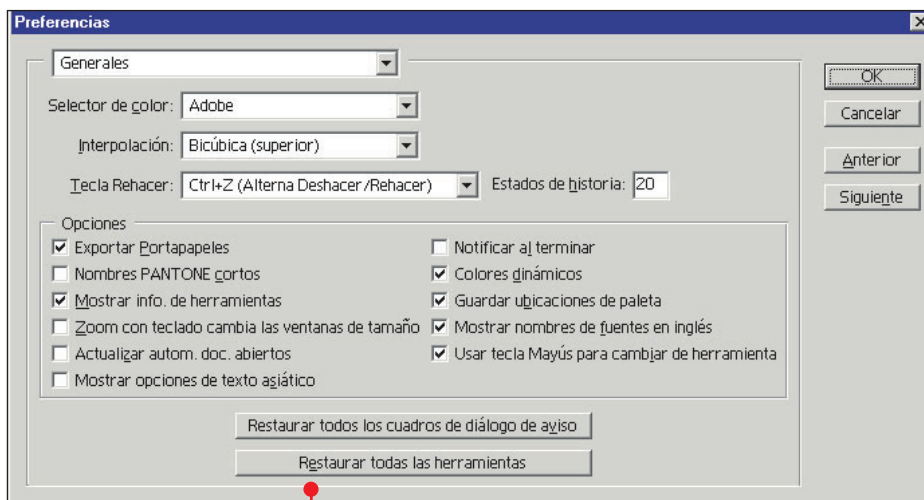 Preferencias
Generales
OK
Selector de color: Adobe
Cancelar
Interpolación: Bicúbica (superior)
Anterior
Tecla Rehacer: Ctrl+Z (Alterna Deshacer/Rehacer) Estados de historia: 20
Siguiente
Opciones
Exportar Portapapeles Notificar al terminar
Nombres PANTONE cortos Colores dinámicos
Mostrar info. de herramientas Guardar ubicaciones de paleta
Zoom con teclado cambia las ventanas de tamaño Mostrar nombres de fuentes en inglés
Actualizar autom. doc. abiertos Usar tecla Mayús para cambiar de herramienta
Mostrar opciones de texto asiático
Restaurar todos los cuadros de diálogo de aviso
Restaurar todas las herramientas